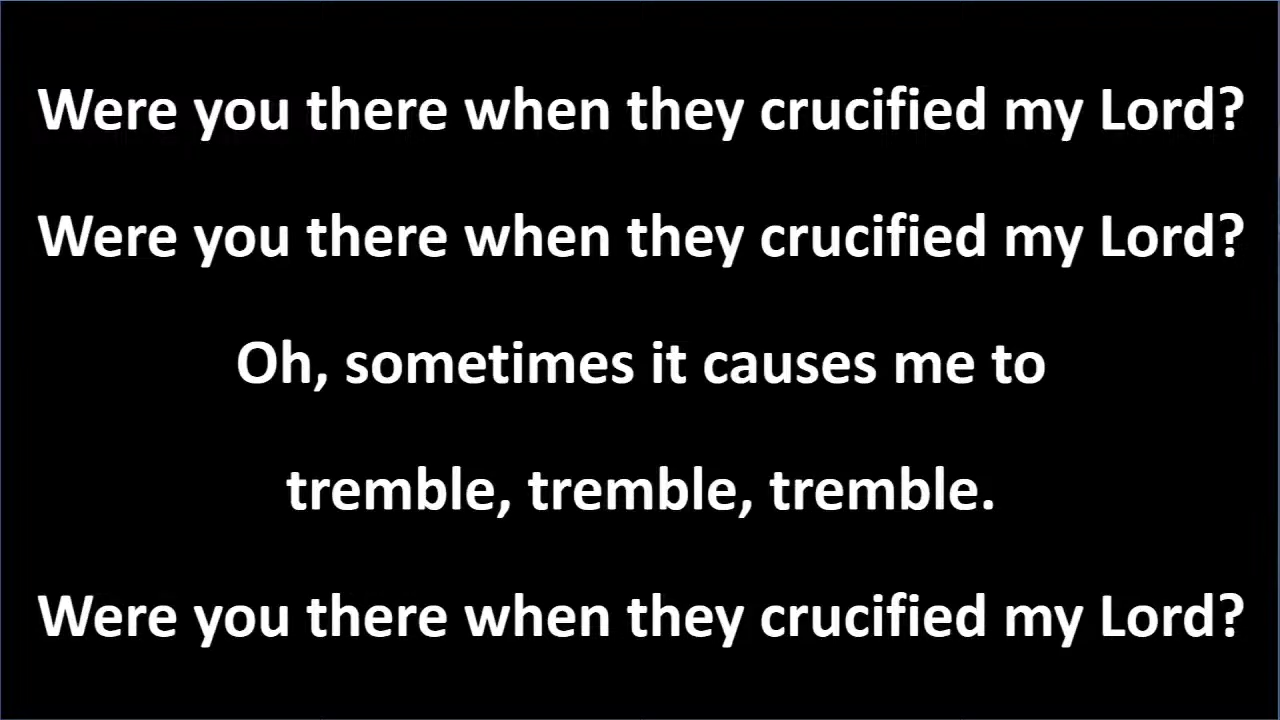 Were you there when they crucified my Lord?
Were you there when they crucified my Lord?
Oh, sometimes it causes me to
tremble, tremble, tremble.
Were you there when they crucified my Lord?